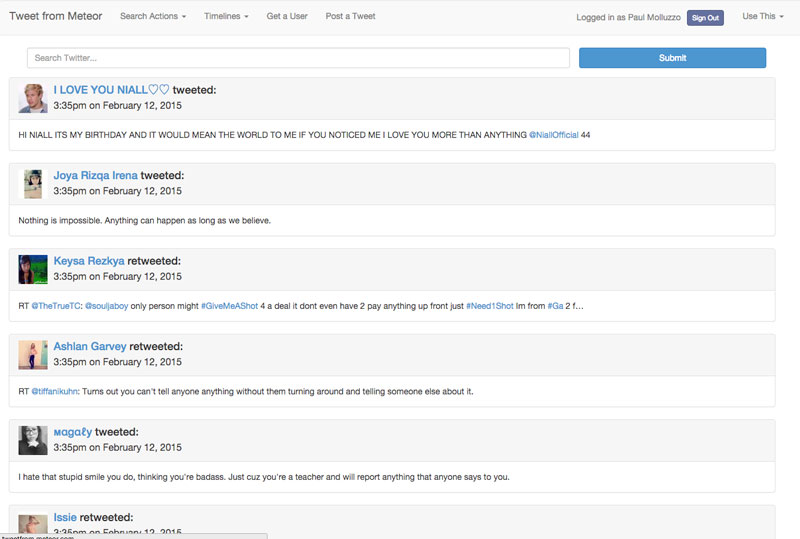 Tweet from Meteor Search Actions Timelines Get a User Post a Tweet Logged in as Paul Molluzzo Sign Out Use This
Search Twitter... Submit
I LOVE YOU NIALL♡♡ tweeted:
3:35pm on February 12, 2015
HI NIALL ITS MY BIRTHDAY AND IT WOULD MEAN THE WORLD TO ME IF YOU NOTICED ME I LOVE YOU MORE THAN ANYTHING @NiallOfficial 44
Joya Rizqa Irena tweeted:
3:35pm on February 12, 2015
Nothing is impossible. Anything can happen as long as we believe.
Keysa Rezkya retweeted:
3:35pm on February 12, 2015
RT @TheTrueTC: @souljaboy only person might #GiveMeAShot 4 a deal it dont even have 2 pay anything up front just #Need1Shot Im from #Ga 2 f…
Ashlan Garvey retweeted:
3:35pm on February 12, 2015
RT @tiffanikuhn: Turns out you can't tell anyone anything without them turning around and telling someone else about it.
мαgαℓy tweeted:
3:35pm on February 12, 2015
I hate that stupid smile you do, thinking you're badass. Just cuz you're a teacher and will report anything that anyone says to you.
Issie retweeted:
3:35pm on February 12, 2015
tweetfrom.meteor.com